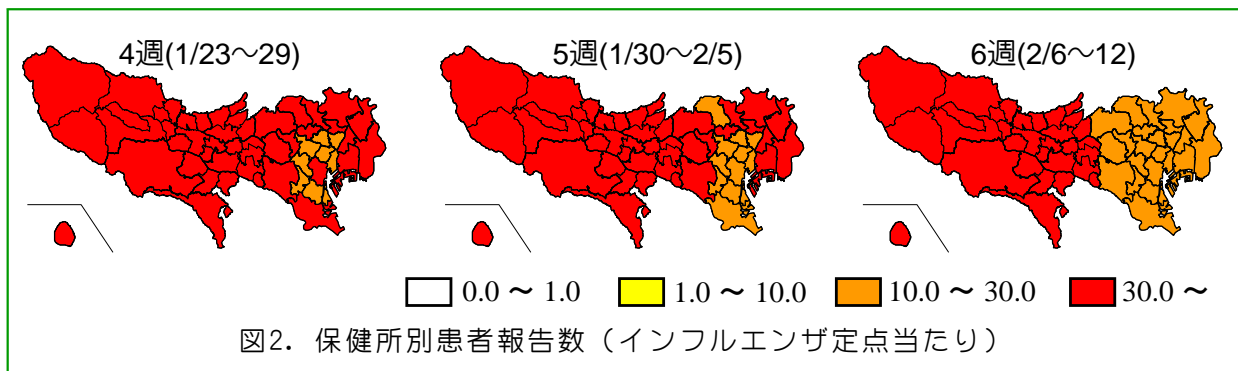 4週(1/23～29)
5週(1/30～2/5)
6週(2/6～12)
0.0 ～ 1.0
1.0 ～ 10.0
10.0 ～ 30.0
30.0 ～
図2. 保健所別患者報告数（インフルエンザ定点当たり）